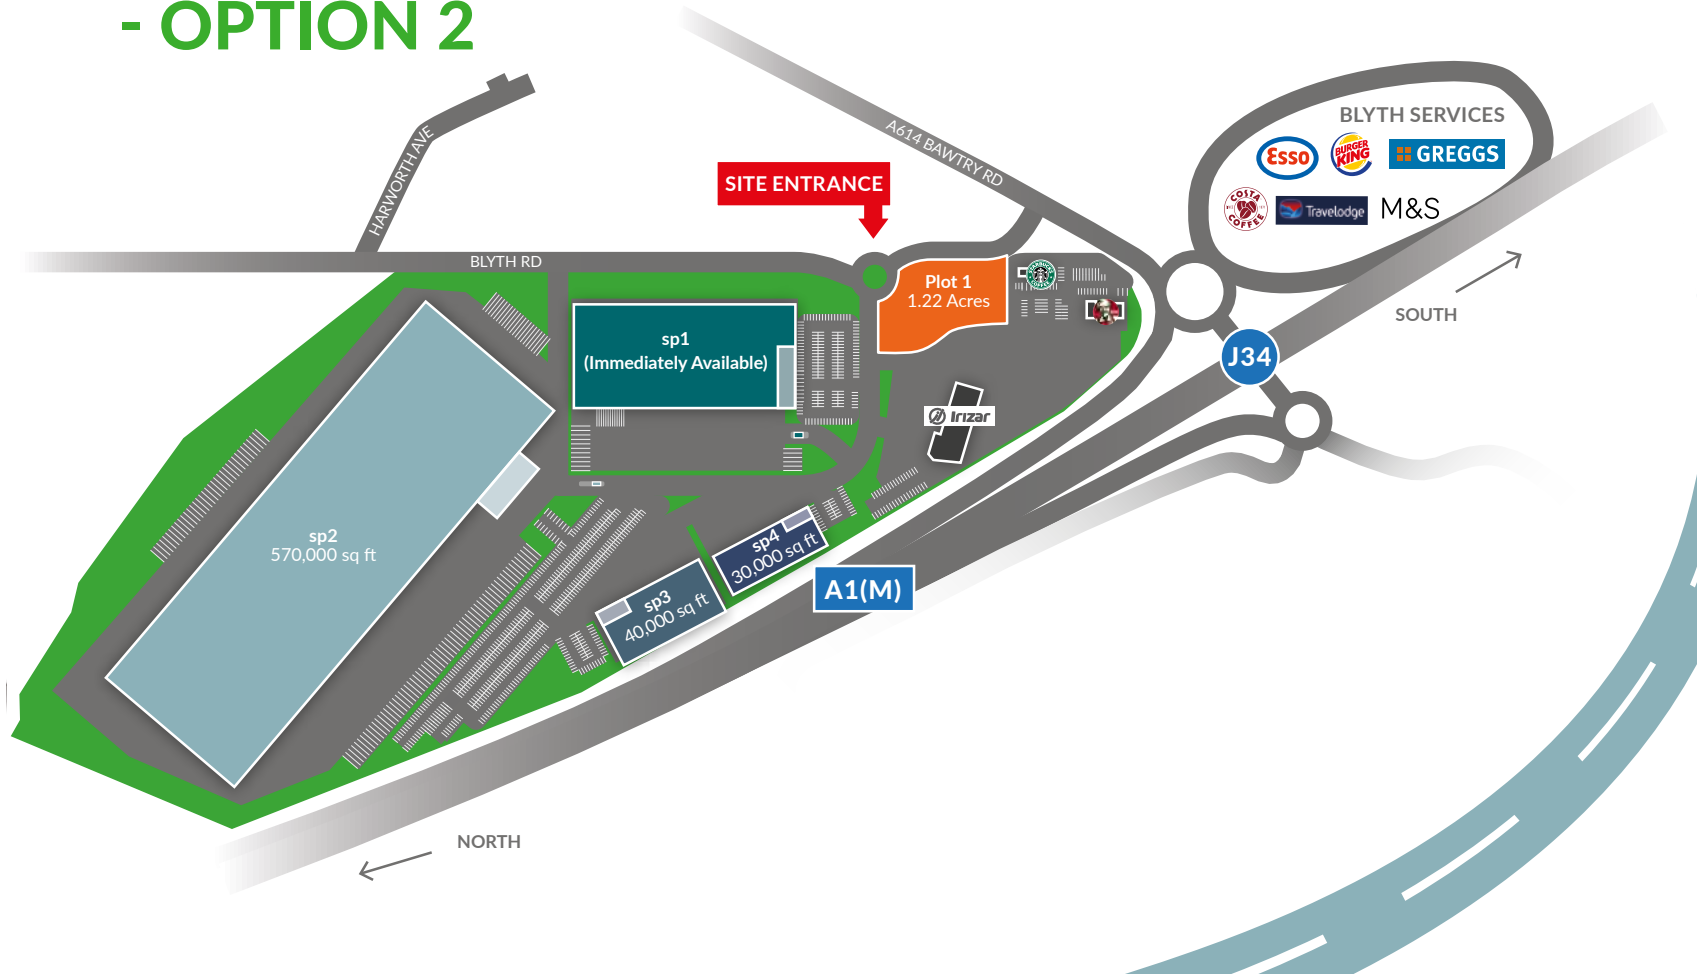 - OPTION 2
HARWORTH AVE
A614 BAWTRY RD
BLYTH SERVICES
Esso
BURGER
KING
GREGGS
COSTA
COFFEE
Travelodge
M&S
SITE ENTRANCE
BLYTH RD
Plot 1
1.22 Acres
STARBUCKS
COFFEE
SOUTH
sp1
(Immediately Available)
J34
Irizar
sp2
570,000 sq ft
sp4
30,000 sq ft
A1(M)
sp3
40,000 sq ft
NORTH